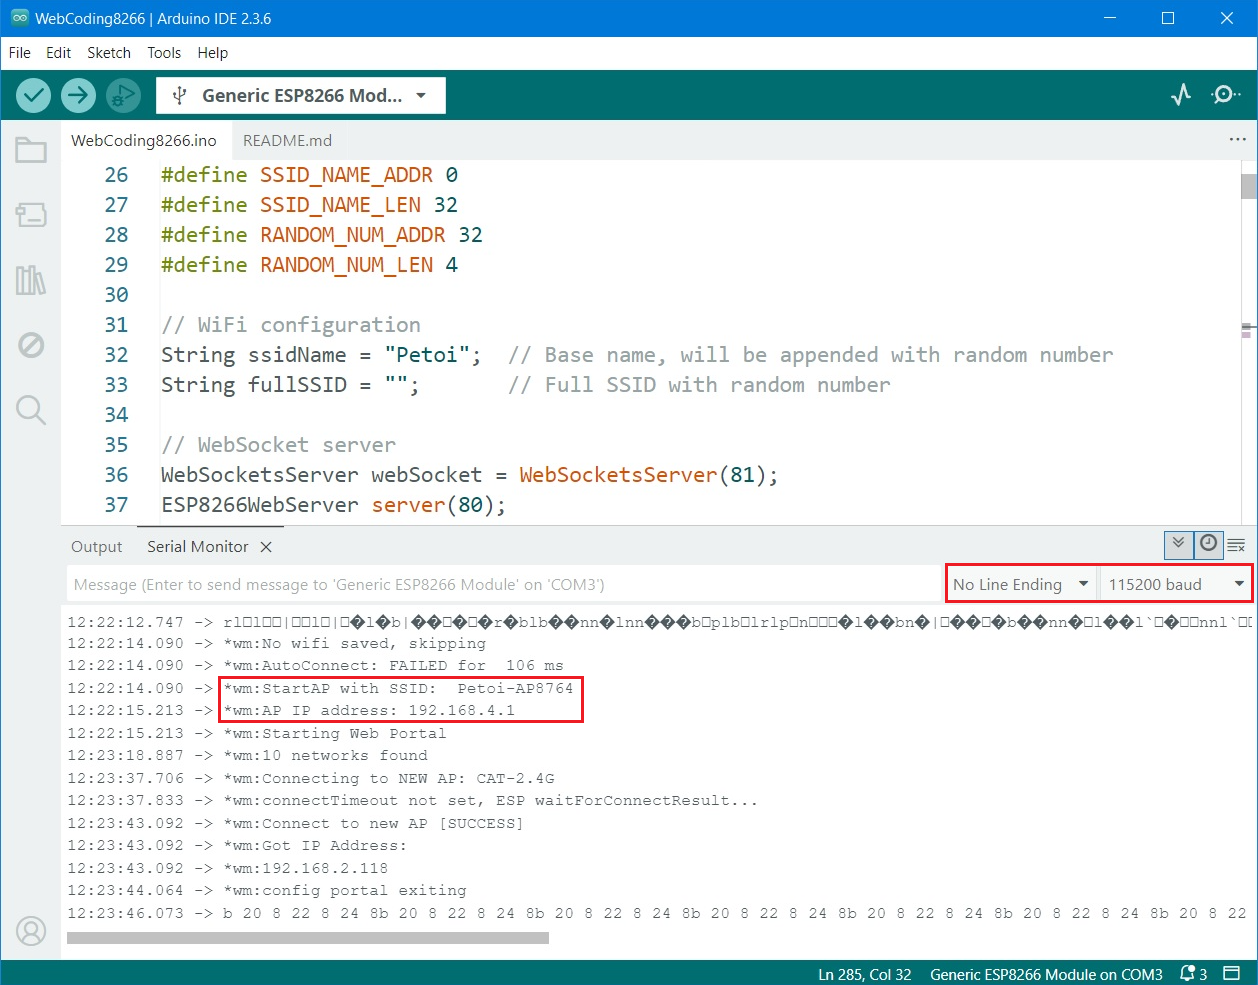 WebCoding8266 | Arduino IDE 2.3.6
File Edit Sketch Tools Help
Generic ESP8266 Mod...
WebCoding8266.ino README.md
26 #define SSID_NAME_ADDR 0
27 #define SSID_NAME_LEN 32
28 #define RANDOM_NUM_ADDR 32
29 #define RANDOM_NUM_LEN 4
30
31 // WiFi configuration
32 String ssidName = "Petoi"; // Base name, will be appended with random number
33 String fullSSID = ""; // Full SSID with random number
34
35 // WebSocket server
36 WebSocketsServer webSocket = WebSocketsServer(81);
37 ESP8266WebServer server(80);
Output Serial Monitor
Message (Enter to send message to 'Generic ESP8266 Module' on 'COM3') No Line Ending 115200 baud
12:22:12.747 ->
12:22:14.090 -> *wm:No wifi saved, skipping
12:22:14.090 -> *wm:AutoConnect: FAILED for 106 ms
12:22:14.090 -> *wm:StartAP with SSID: Petoi-AP8764
12:22:15.213 -> *wm:AP IP address: 192.168.4.1
12:22:15.213 -> *wm:Starting Web Portal
12:23:18.887 -> *wm:10 networks found
12:23:37.706 -> *wm:Connecting to NEW AP: CAT-2.4G
12:23:37.833 -> *wm:connectTimeout not set, ESP waitForConnectResult...
12:23:43.092 -> *wm:Connect to new AP [SUCCESS]
12:23:43.092 -> *wm:Got IP Address:
12:23:43.092 -> *wm:192.168.2.118
12:23:44.064 -> *wm:config portal exiting
12:23:46.073 -> b 20 8 22 8 24 8b 20 8 22 8 24 8b 20 8 22 8 24 8b 20 8 22 8 24 8b 20 8 22 8 24 8b 20 8 22 8 24 8b 20 8 22
Ln 285, Col 32 Generic ESP8266 Module on COM3 3